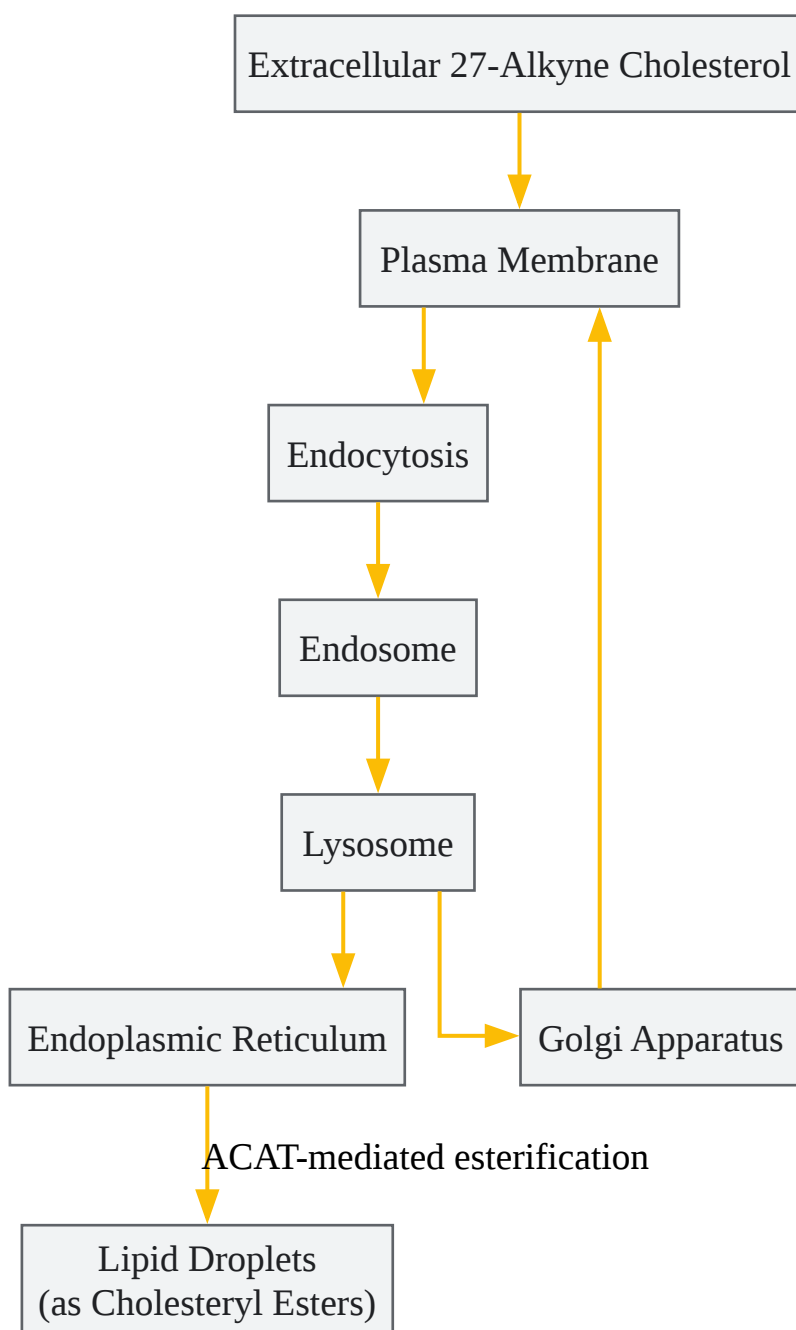 Extracellular 27-Alkyne Cholesterol
Plasma Membrane
Endocytosis
Endosome
Lysosome
Endoplasmic Reticulum
Golgi Apparatus
ACAT-mediated esterification
Lipid Droplets
(as Cholesteryl Esters)